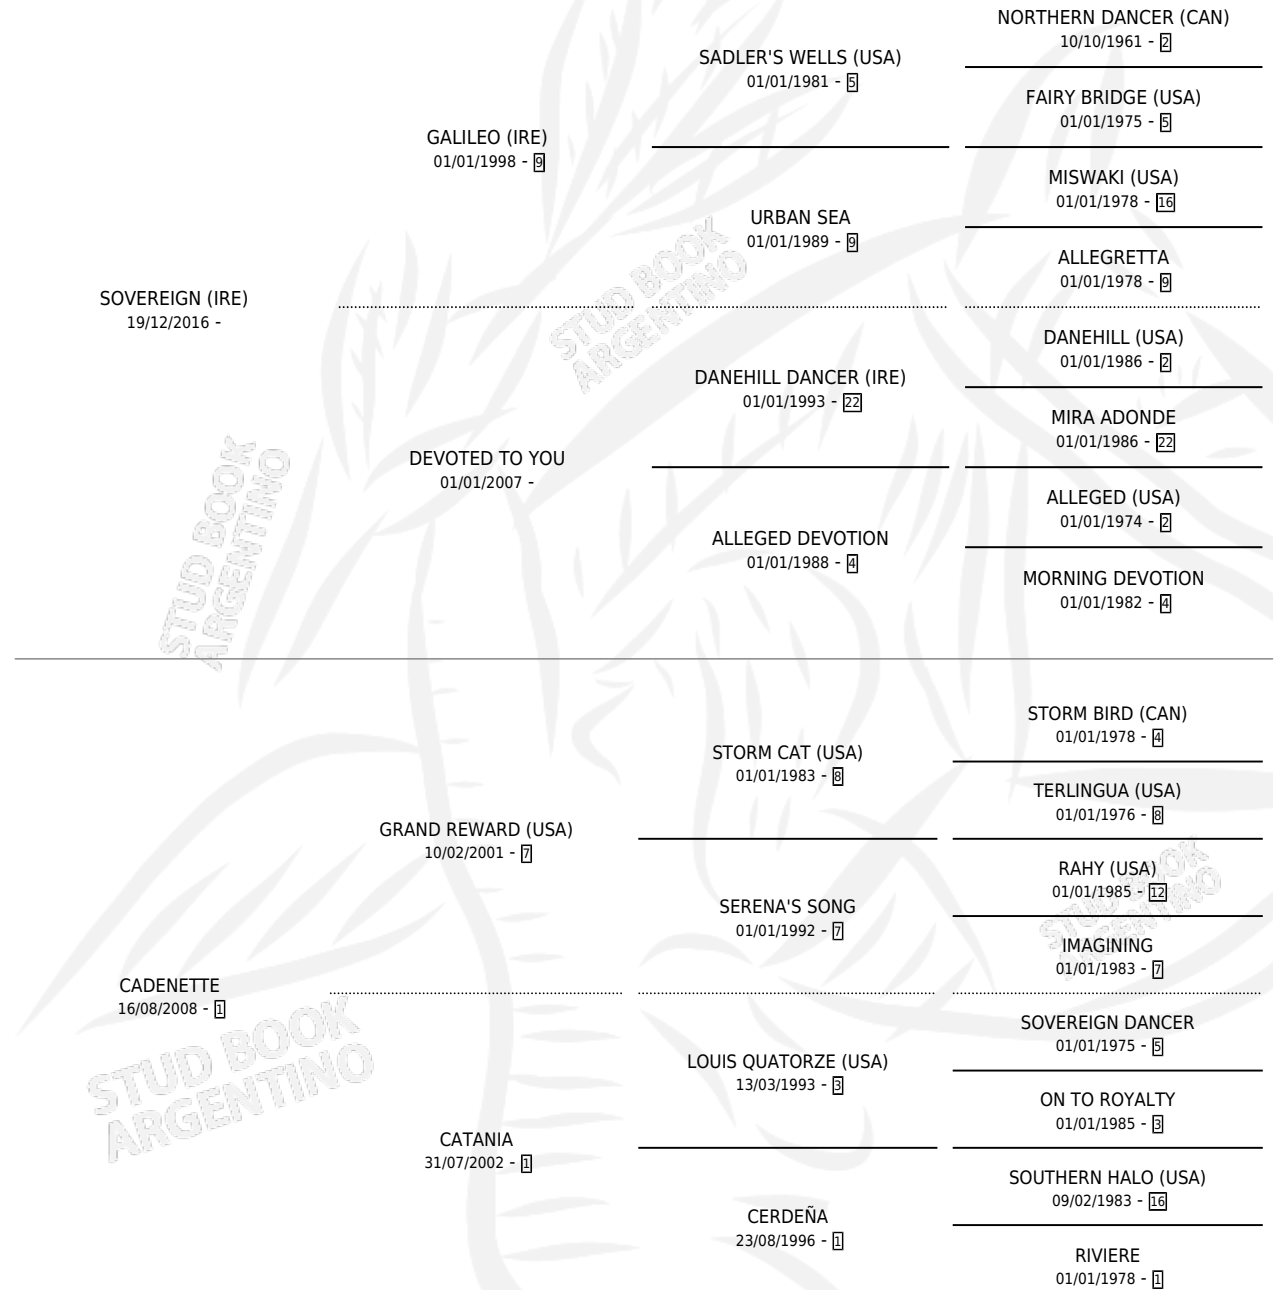 NORTHERN DANCER (CAN)
10/10/1961 - 2
SADLER'S WELLS (USA)
01/01/1981 - 5
FAIRY BRIDGE (USA)
01/01/1975 - 5
GALILEO (IRE)
01/01/1998 - 9
MISWAKI (USA)
01/01/1978 - 16
URBAN SEA
01/01/1989 - 9
ALLEGRETTA
01/01/1978 - 9
SOVEREIGN (IRE)
19/12/2016 -
DANEHILL (USA)
01/01/1986 - 2
DANEHILL DANCER (IRE)
01/01/1993 - 22
MIRA ADONDE
01/01/1986 - 22
DEVOTED TO YOU
01/01/2007 -
ALLEGED (USA)
01/01/1974 - 2
ALLEGED DEVOTION
01/01/1988 - 4
MORNING DEVOTION
01/01/1982 - 4
STORM BIRD (CAN)
01/01/1978 - 4
STORM CAT (USA)
01/01/1983 - 8
TERLINGUA (USA)
01/01/1976 - 8
GRAND REWARD (USA)
10/02/2001 - 7
RAHY (USA)
01/01/1985 - 12
SERENA'S SONG
01/01/1992 - 7
IMAGINING
01/01/1983 - 7
CADENETTE
16/08/2008 - 1
SOVEREIGN DANCER
01/01/1975 - 5
LOUIS QUATORZE (USA)
13/03/1993 - 3
ON TO ROYALTY
01/01/1985 - 3
CATANIA
31/07/2002 - 1
SOUTHERN HALO (USA)
09/02/1983 - 16
CERDEÑA
23/08/1996 - 1
RIVIERE
01/01/1978 - 1
STUD BOOK
ARGENTINO
STUD BOOK
ARGENTINO
STUD BOOK
ARGENTINO
STUD BOOK
ARGENTINO